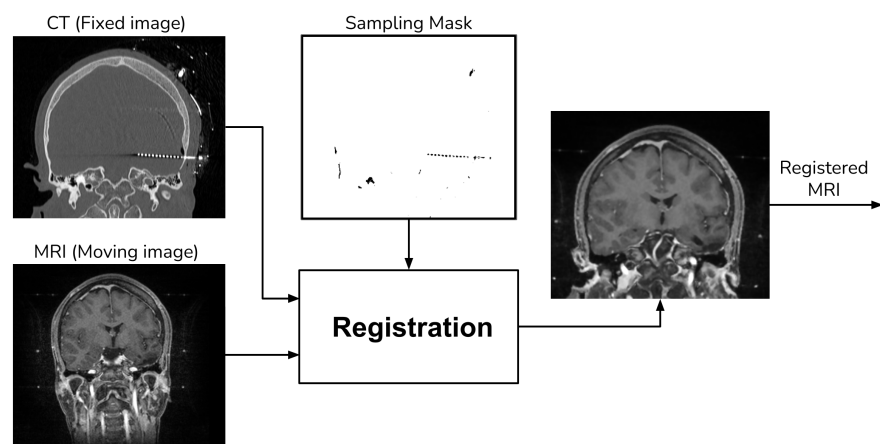 CT (Fixed image)
Sampling Mask
Registered
MRI
MRI (Moving image)
Registration